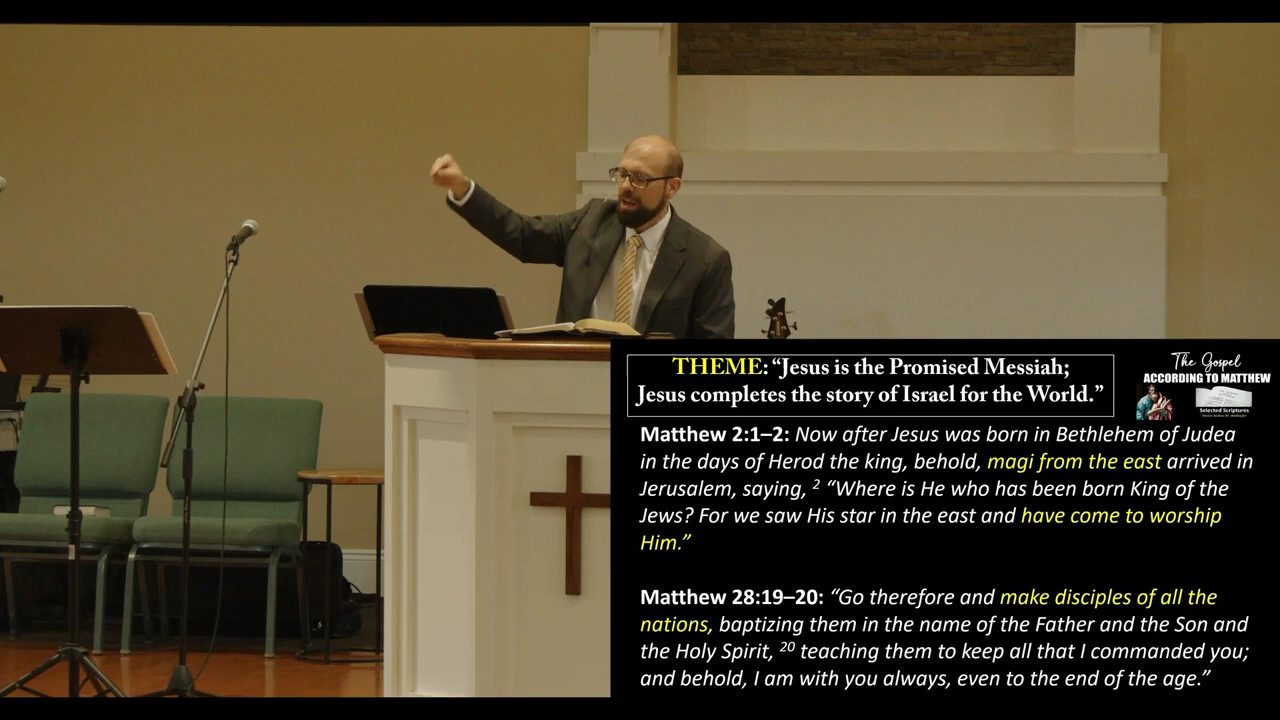 THEME: “Jesus is the Promised Messiah;
Jesus completes the story of Israel for the World.”
The Gospel
ACCORDING TO MATTHEW
Selected Scriptures
Matthew 2:1–2: Now after Jesus was born in Bethlehem of Judea
in the days of Herod the king, behold, magi from the east arrived in
Jerusalem, saying, ² “Where is He who has been born King of the
Jews? For we saw His star in the east and have come to worship
Him.”
Matthew 28:19–20: “Go therefore and make disciples of all the
nations, baptizing them in the name of the Father and the Son and
the Holy Spirit, ²⁰ teaching them to keep all that I commanded you;
and behold, I am with you always, even to the end of the age.”